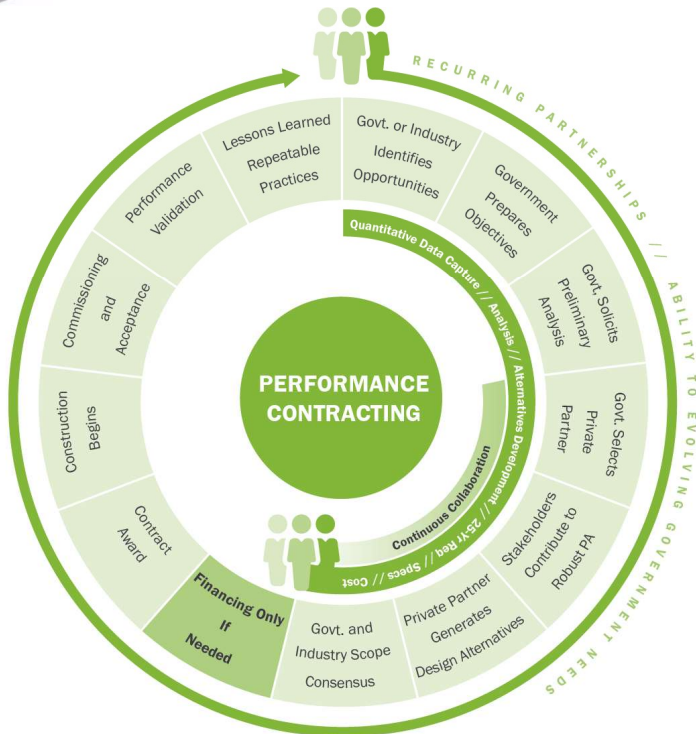 RECURRING PARTNERSHIPS // ABILITY TO EVOLVING GOVERNMENT NEEDS
Govt. or Industry
Identifies
Opportunities
Government
Prepares
Objectives
Govt. Solicits
Preliminary
Analysis
Govt. Selects
Private
Partner
Stakeholders
Contribute to
Robust PA
Private Partner
Generates
Design Alternatives
Govt. and
Industry Scope
Consensus
Financing Only
If
Needed
Contract
Award
Construction
Begins
Commissioning
and
Acceptance
Performance
Validation
Lessons Learned
Repeatable
Practices
Quantitative Data Capture // Analysis // Alternatives Development // 25-Yr Req // Specs // Cost
Continuous Collaboration
PERFORMANCE
CONTRACTING